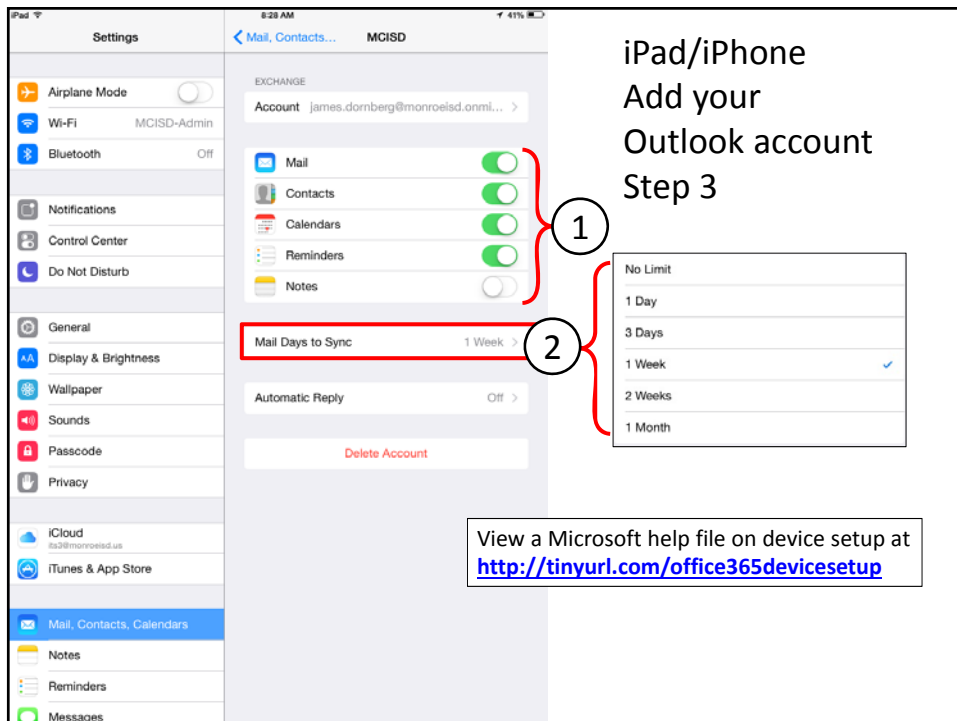 iPad
8:28 AM
41%
Settings
Mail, Contacts...
MCISD
Airplane Mode
Wi-Fi MCISD-Admin
Bluetooth Off
Notifications
Control Center
Do Not Disturb
General
Display & Brightness
Wallpaper
Sounds
Passcode
Privacy
iCloud
ita3@monroeisd.us
iTunes & App Store
Mail, Contacts, Calendars
Notes
Reminders
Messages
EXCHANGE
Account james.dornberg@monroeisd.onmi...
Mail
Contacts
Calendars
Reminders
Notes
1
Mail Days to Sync 1 Week
2
Automatic Reply Off
Delete Account
iPad/iPhone
Add your
Outlook account
Step 3
No Limit
1 Day
3 Days
1 Week
2 Weeks
1 Month
View a Microsoft help file on device setup at
http://tinyurl.com/office365devicesetup